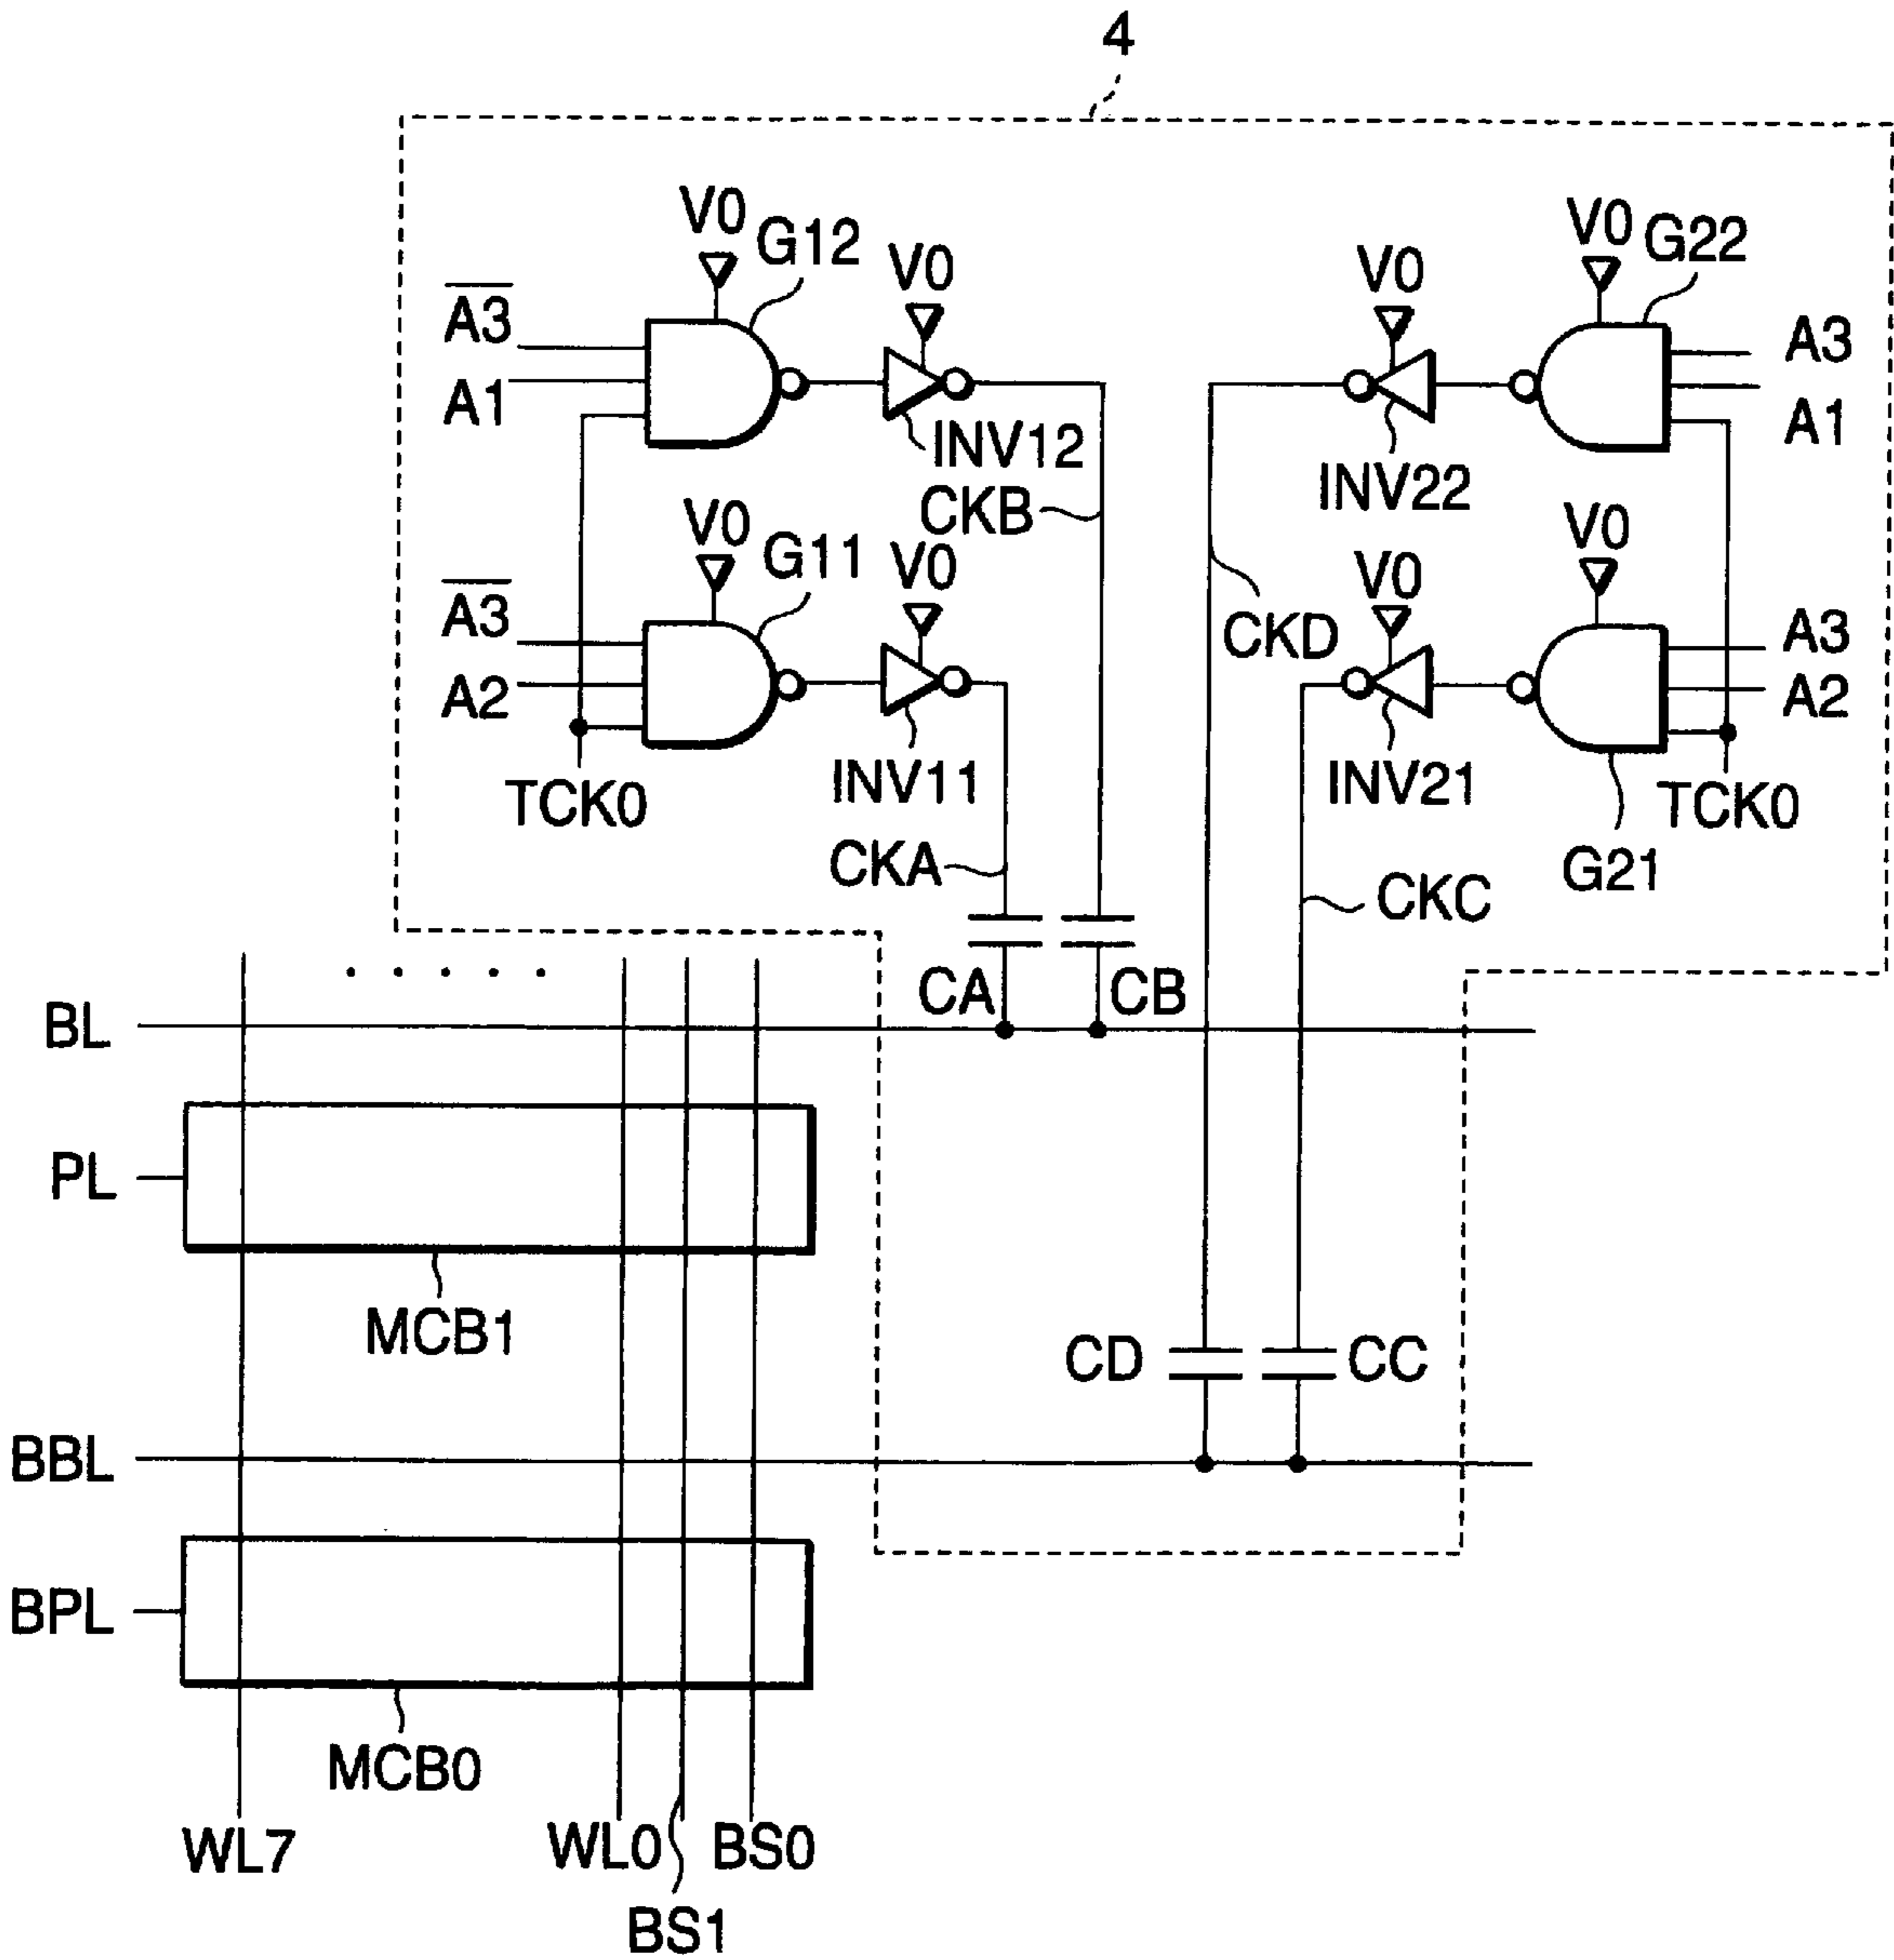 4
V0
G12
V0
V0
G22
V0
A̅3̅
A1
INV12
A3
A1
INV22
CKB
V0
G11
V0
V0
V0
A̅3̅
A2
CKD
A3
A2
TCK0
INV11
INV21
TCK0
CKA
CKC
G21
. . . . .
CA
CB
BL
PL
MCB1
CD
CC
BBL
BPL
MCB0
WL7
WL0
BS0
BS1